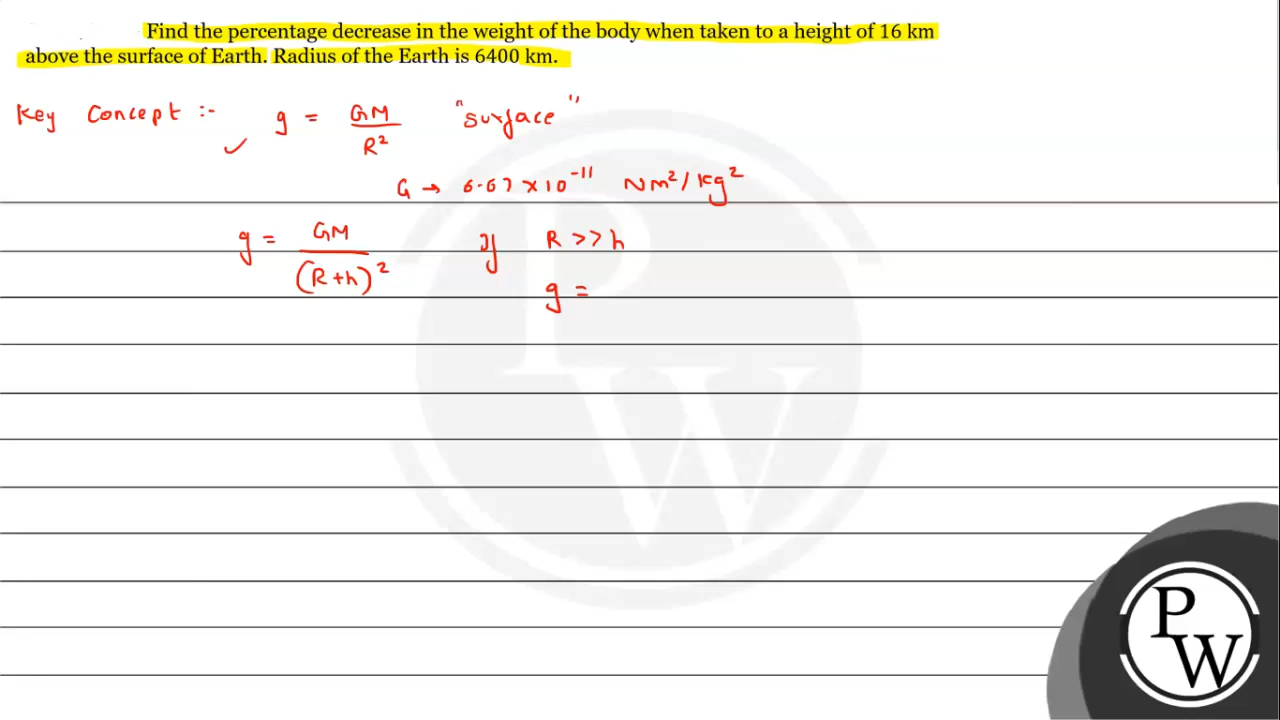 Find the percentage decrease in the weight of the body when taken to a height of 16 km
above the surface of Earth. Radius of the Earth is 6400 km.
Key Concept :- g = GM / R² "surface"
G → 6.67 × 10⁻¹¹ Nm²/kg²
g = GM / (R+h)² If R >> h
g =
PW
PW